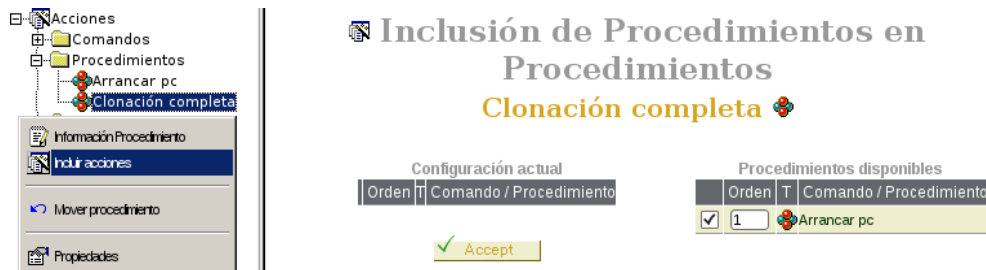 Acciones
Comandos
Procedimientos
Arrancar pc
Clonación completa
Información Procedimiento
Incluir acciones
Mover procedimiento
Propiedades
Inclusión de Procedimientos en
Procedimientos
Clonación completa
Configuración actual
Orden T Comando / Procedimiento
Accept
Procedimientos disponibles
Orden T Comando / Procedimiento
1 Arrancar pc